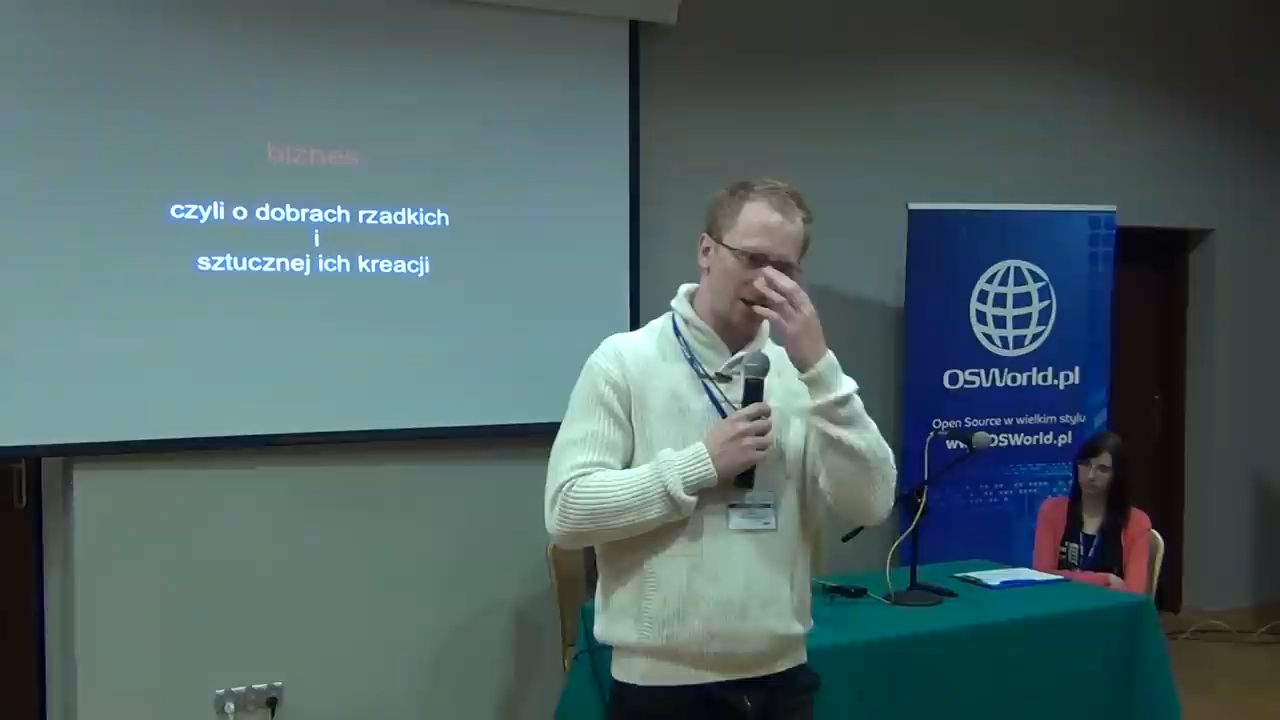 biznes
czyli o dobrach rzadkich
i
sztucznej ich kreacji
OSWorld.pl
Open Source w wielkim stylu
OSWorld.pl